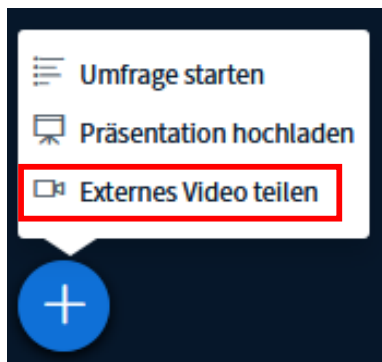 Umfrage starten
Präsentation hochladen
Externes Video teilen